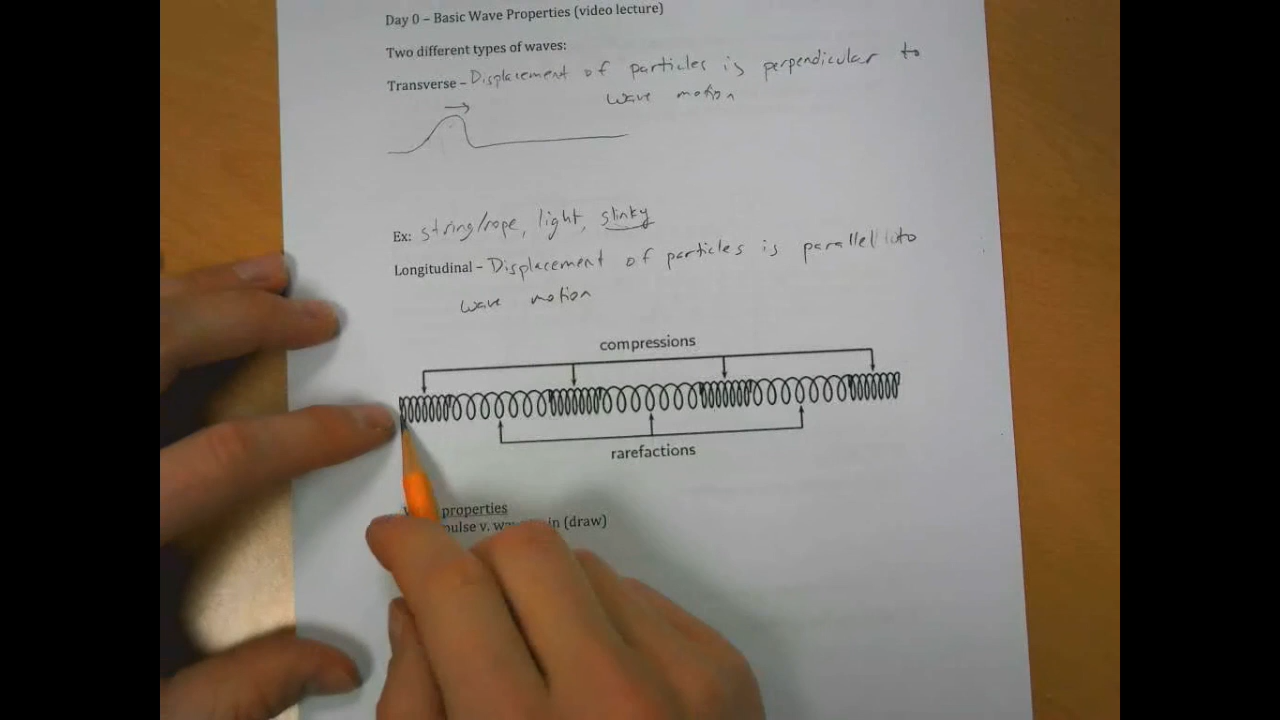 Day 0 – Basic Wave Properties (video lecture)
Two different types of waves:
Transverse – Displacement of particles is perpendicular to
wave motion
Ex: string/rope, light, slinky
Longitudinal – Displacement of particles is parallel to
wave motion
compressions
rarefactions
properties
pulse v. (draw)